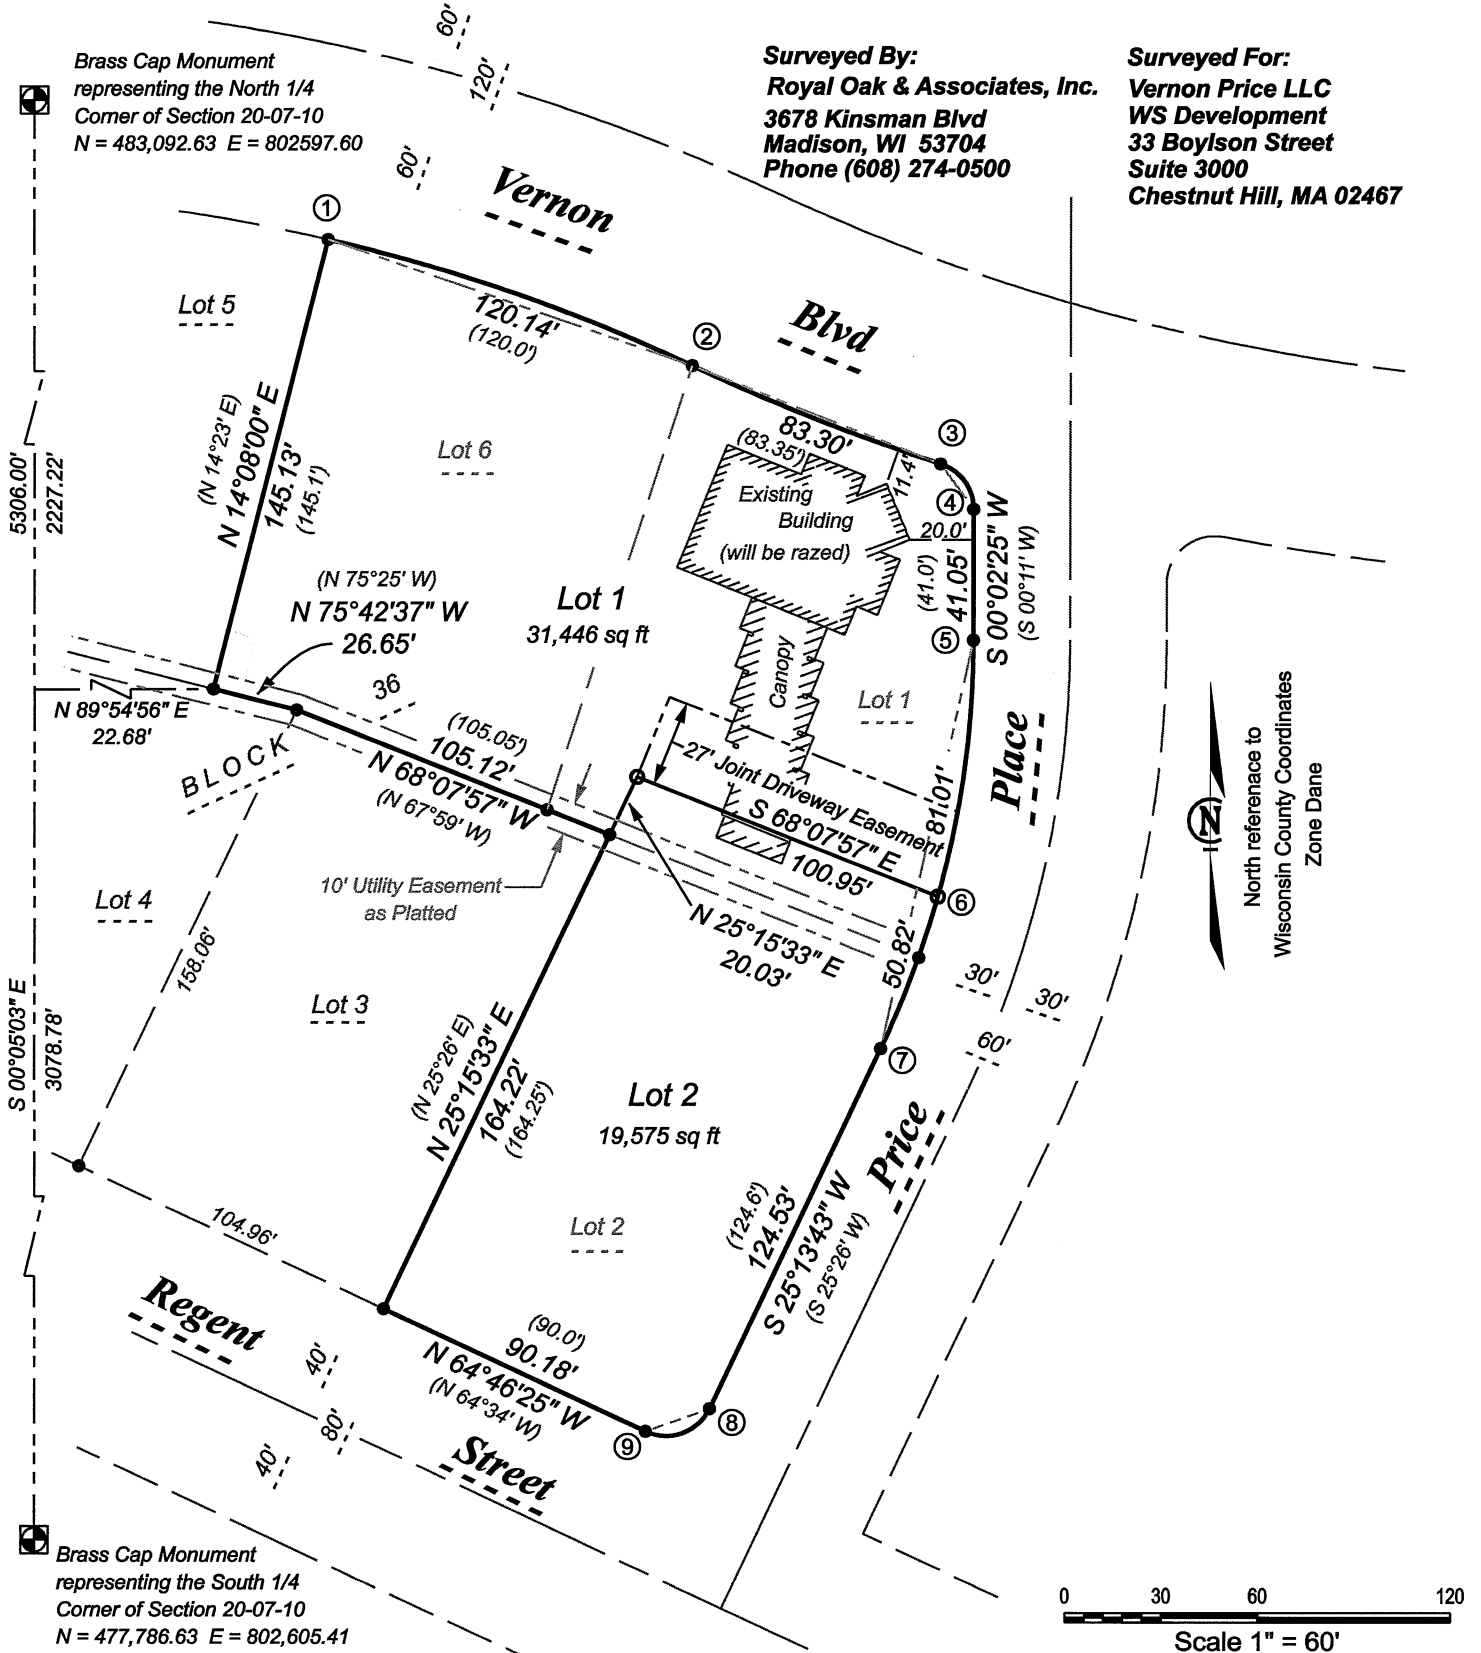 60'
120'
60'
Brass Cap Monument
representing the North 1/4
Corner of Section 20-07-10
N = 483,092.63 E = 802597.60
Surveyed By:
Royal Oak & Associates, Inc.
3678 Kinsman Blvd
Madison, WI 53704
Phone (608) 274-0500
Surveyed For:
Vernon Price LLC
WS Development
33 Boylson Street
Suite 3000
Chestnut Hill, MA 02467
Vernon
Blvd
1
Lot 5
120.14'
(120.0')
2
83.30'
(83.35')
3
11.4'
4
20.0'
S 00°02'25" W
(S 00°11' W)
41.05'
(41.0')
5
(N 14°23' E)
N 14°08'00" E
145.13'
(145.1')
Lot 6
Existing
Building
(will be razed)
5306.00'
2227.22'
(N 75°25' W)
N 75°42'37" W
26.65'
Lot 1
31,446 sq ft
Canopy
Lot 1
36
BLOCK
N 89°54'56" E
22.68'
(105.05')
105.12'
N 68°07'57" W
(N 67°59' W)
27' Joint Driveway Easement
S 68°07'57" E
100.95'
81.01'
Place
6
North referenace to
Wisconsin County Coordinates
Zone Dane
N
10' Utility Easement
as Platted
N 25°15'33" E
20.03'
50.82'
30'
30'
60'
7
Lot 4
158.06'
Lot 3
S 00°05'03" E
3078.78'
(N 25°26' E)
N 25°15'33" E
164.22'
(164.25')
Lot 2
19,575 sq ft
Lot 2
Price
(124.6')
124.53'
S 25°13'43" W
(S 25°26' W)
104.96'
Regent
Street
40'
80'
40'
(90.0')
90.18'
N 64°46'25" W
(N 64°34' W)
8
9
Brass Cap Monument
representing the South 1/4
Corner of Section 20-07-10
N = 477,786.63 E = 802,605.41
0 30 60 120
Scale 1" = 60'